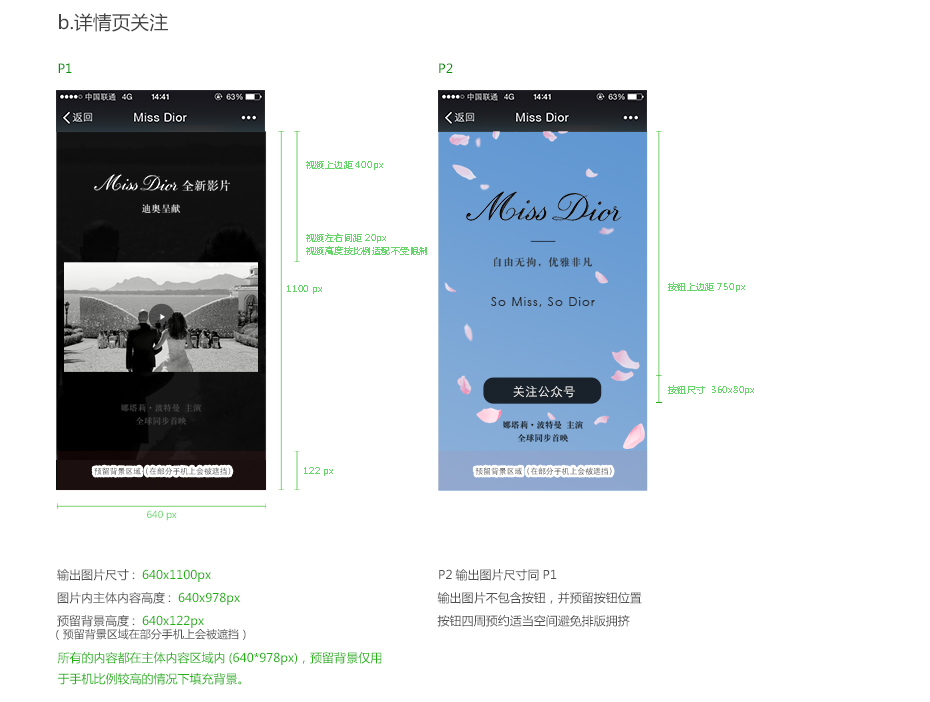 b.详情页关注
P1
中国联通 4G 14:41 63%
返回 Miss Dior
Miss Dior 全新影片
迪奥呈献
娜塔莉·波特曼 主演
全球同步首映
预留背景区域（在部分手机上会被遮挡）
视频上边距 400px
视频左右间距 20px
视频高度按比例适配不受限制
1100 px
122 px
640 px
输出图片尺寸： 640x1100px
图片内主体内容高度： 640x978px
预留背景高度： 640x122px
（ 预留背景区域在部分手机上会被遮挡 ）
所有的内容都在主体内容区域内 (640*978px)，预留背景仅用
于手机比例较高的情况下填充背景。
P2
中国联通 4G 14:41 63%
返回 Miss Dior
Miss Dior
自由无拘，优雅非凡
So Miss, So Dior
关注公众号
娜塔莉·波特曼 主演
全球同步首映
预留背景区域（在部分手机上会被遮挡）
按钮上边距 750px
按钮尺寸 360x80px
P2 输出图片尺寸同 P1
输出图片不包含按钮，并预留按钮位置
按钮四周预约适当空间避免排版拥挤